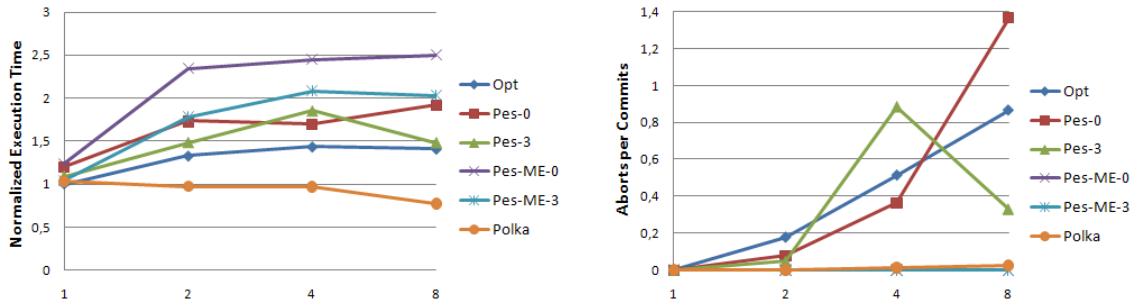 Normalized Execution Time
3
2,5
2
1,5
1
0,5
0
1 2 4 8
Opt
Pes-0
Pes-3
Pes-ME-0
Pes-ME-3
Polka
Aborts per Commits
1,4
1,2
1
0,8
0,6
0,4
0,2
0
1 2 4 8
Opt
Pes-0
Pes-3
Pes-ME-0
Pes-ME-3
Polka